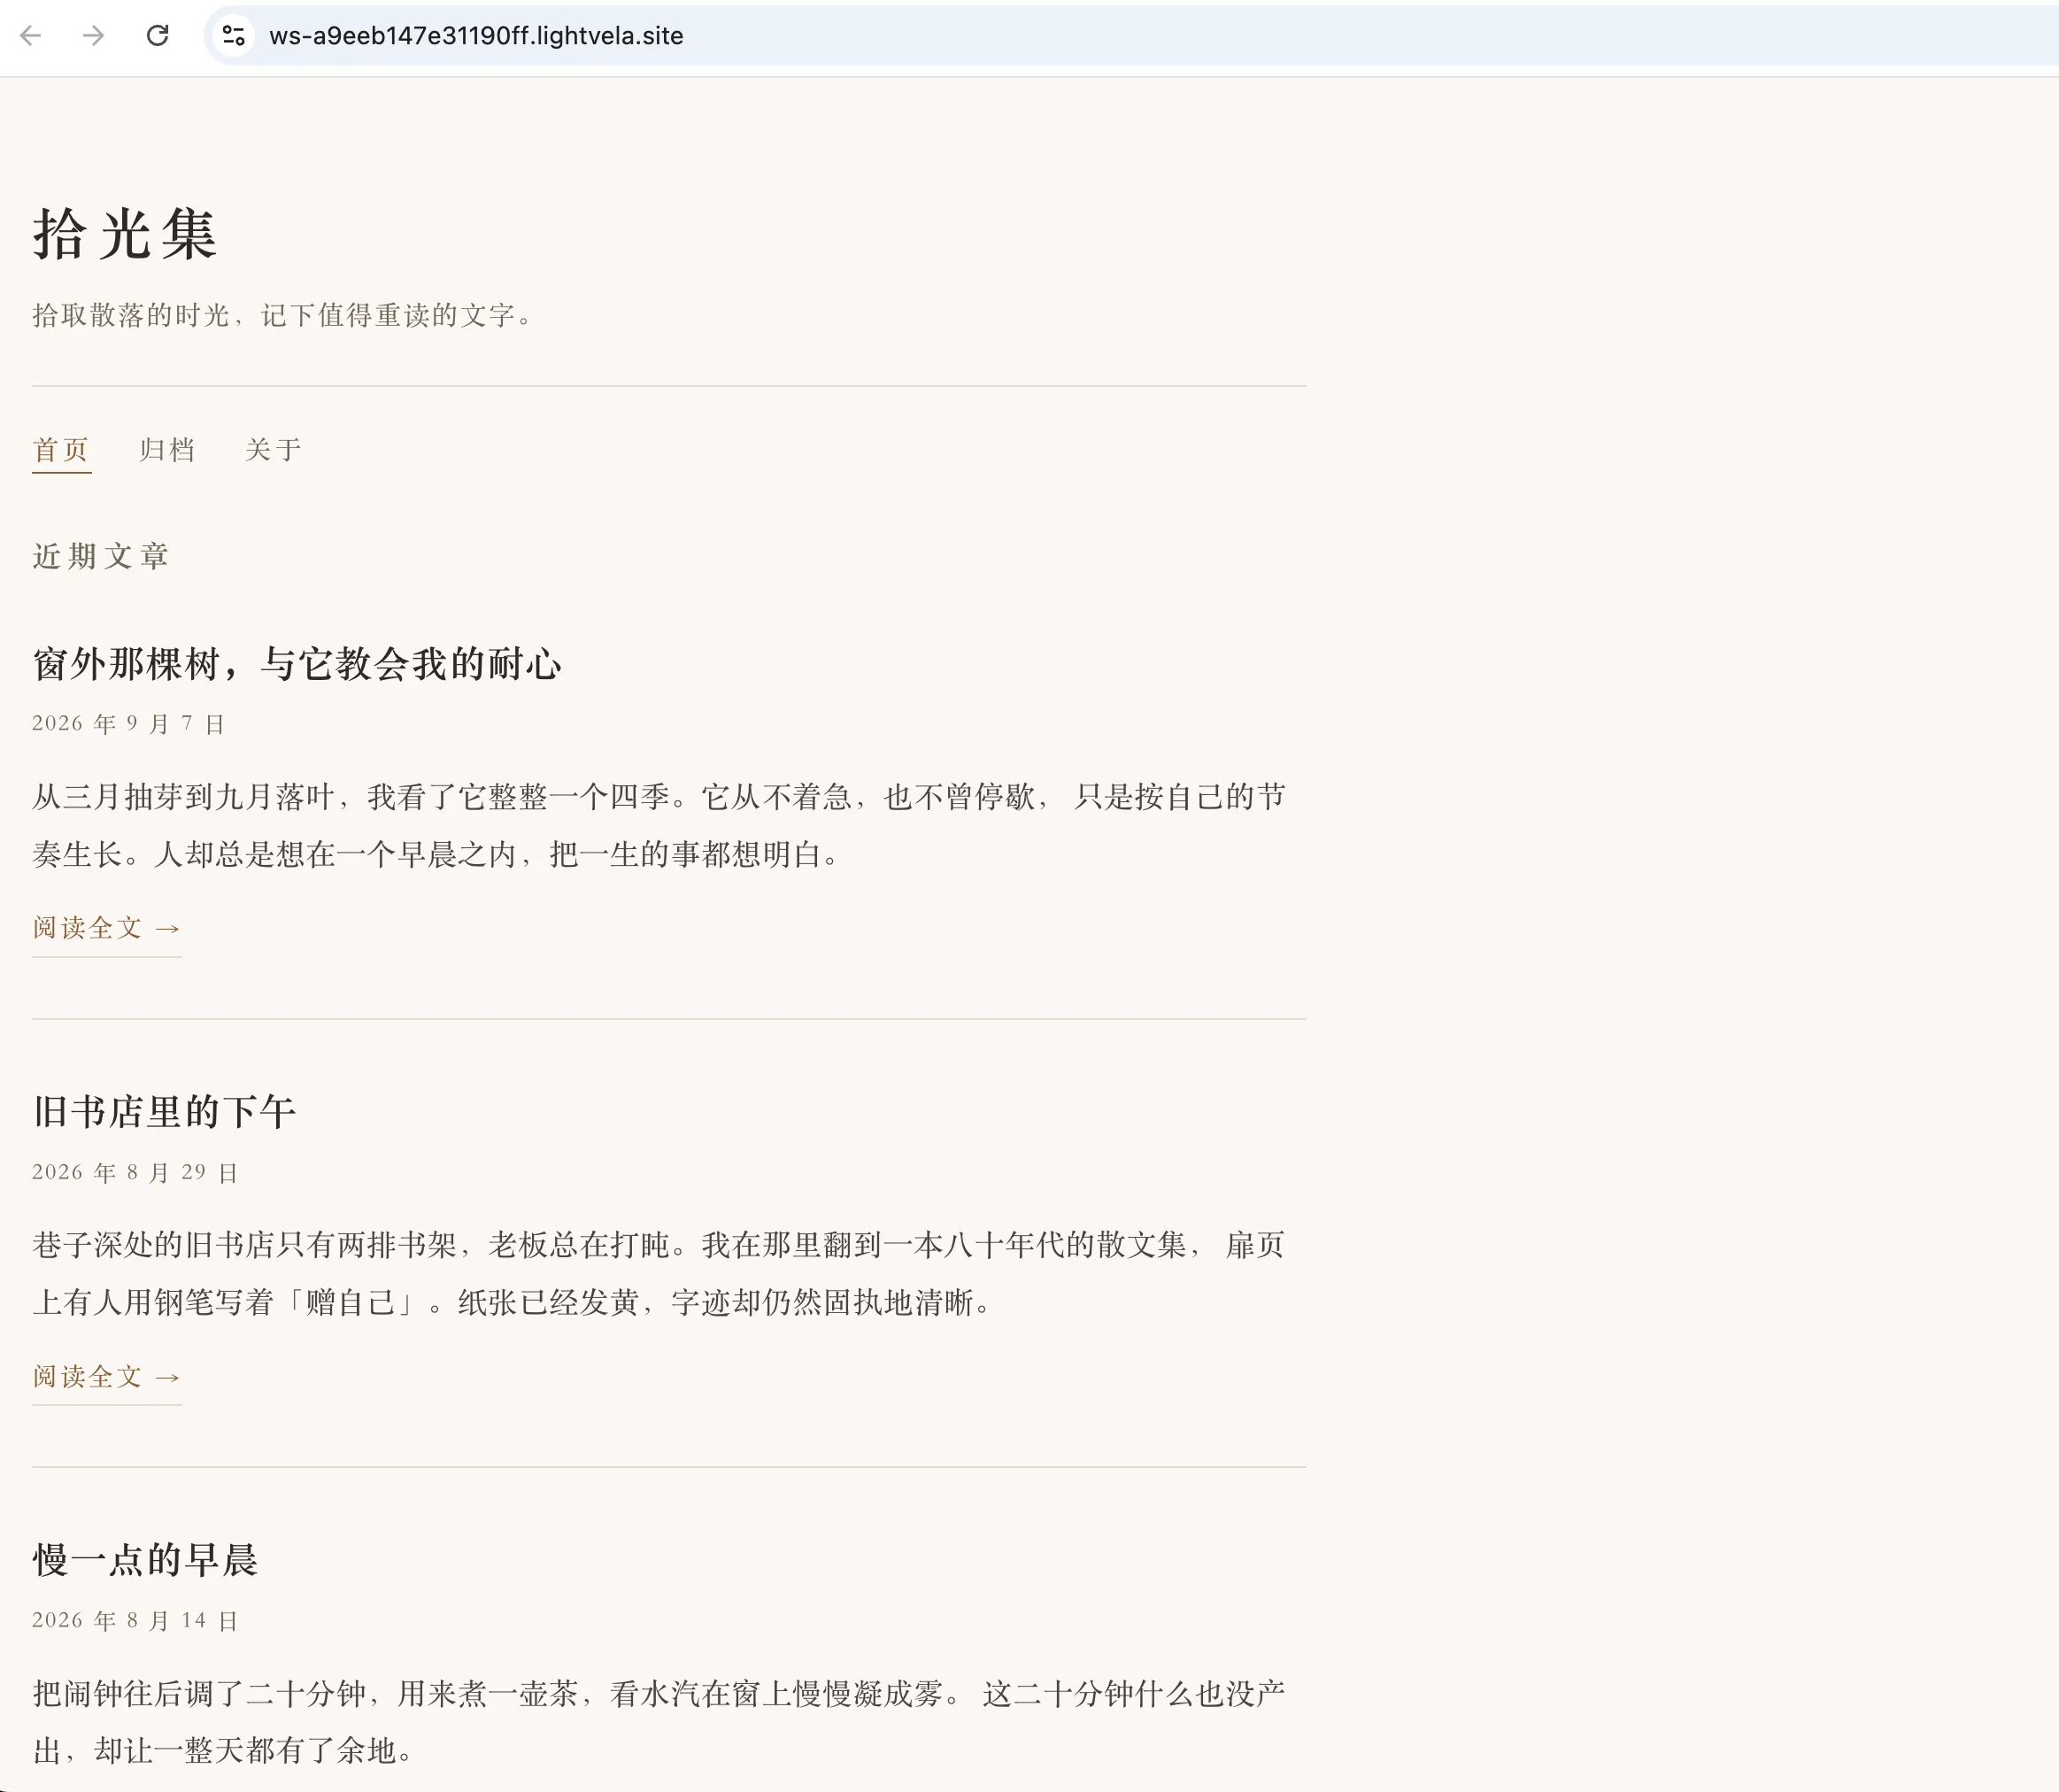 ws-a9eeb147e31190ff.lightvela.site
拾光集
拾取散落的时光，记下值得重读的文字。
首页 归档 关于
近期文章
窗外那棵树，与它教会我的耐心
2026 年 9 月 7 日
从三月抽芽到九月落叶，我看了它整整一个四季。它从不着急，也不曾停歇， 只是按自己的节
奏生长。人却总是想在一个早晨之内，把一生的事都想明白。
阅读全文 →
旧书店里的下午
2026 年 8 月 29 日
巷子深处的旧书店只有两排书架，老板总在打盹。我在那里翻到一本八十年代的散文集， 扉页
上有人用钢笔写着「赠自己」。纸张已经发黄，字迹却仍然固执地清晰。
阅读全文 →
慢一点的早晨
2026 年 8 月 14 日
把闹钟往后调了二十分钟，用来煮一壶茶，看水汽在窗上慢慢凝成雾。 这二十分钟什么也没产
出，却让一整天都有了余地。